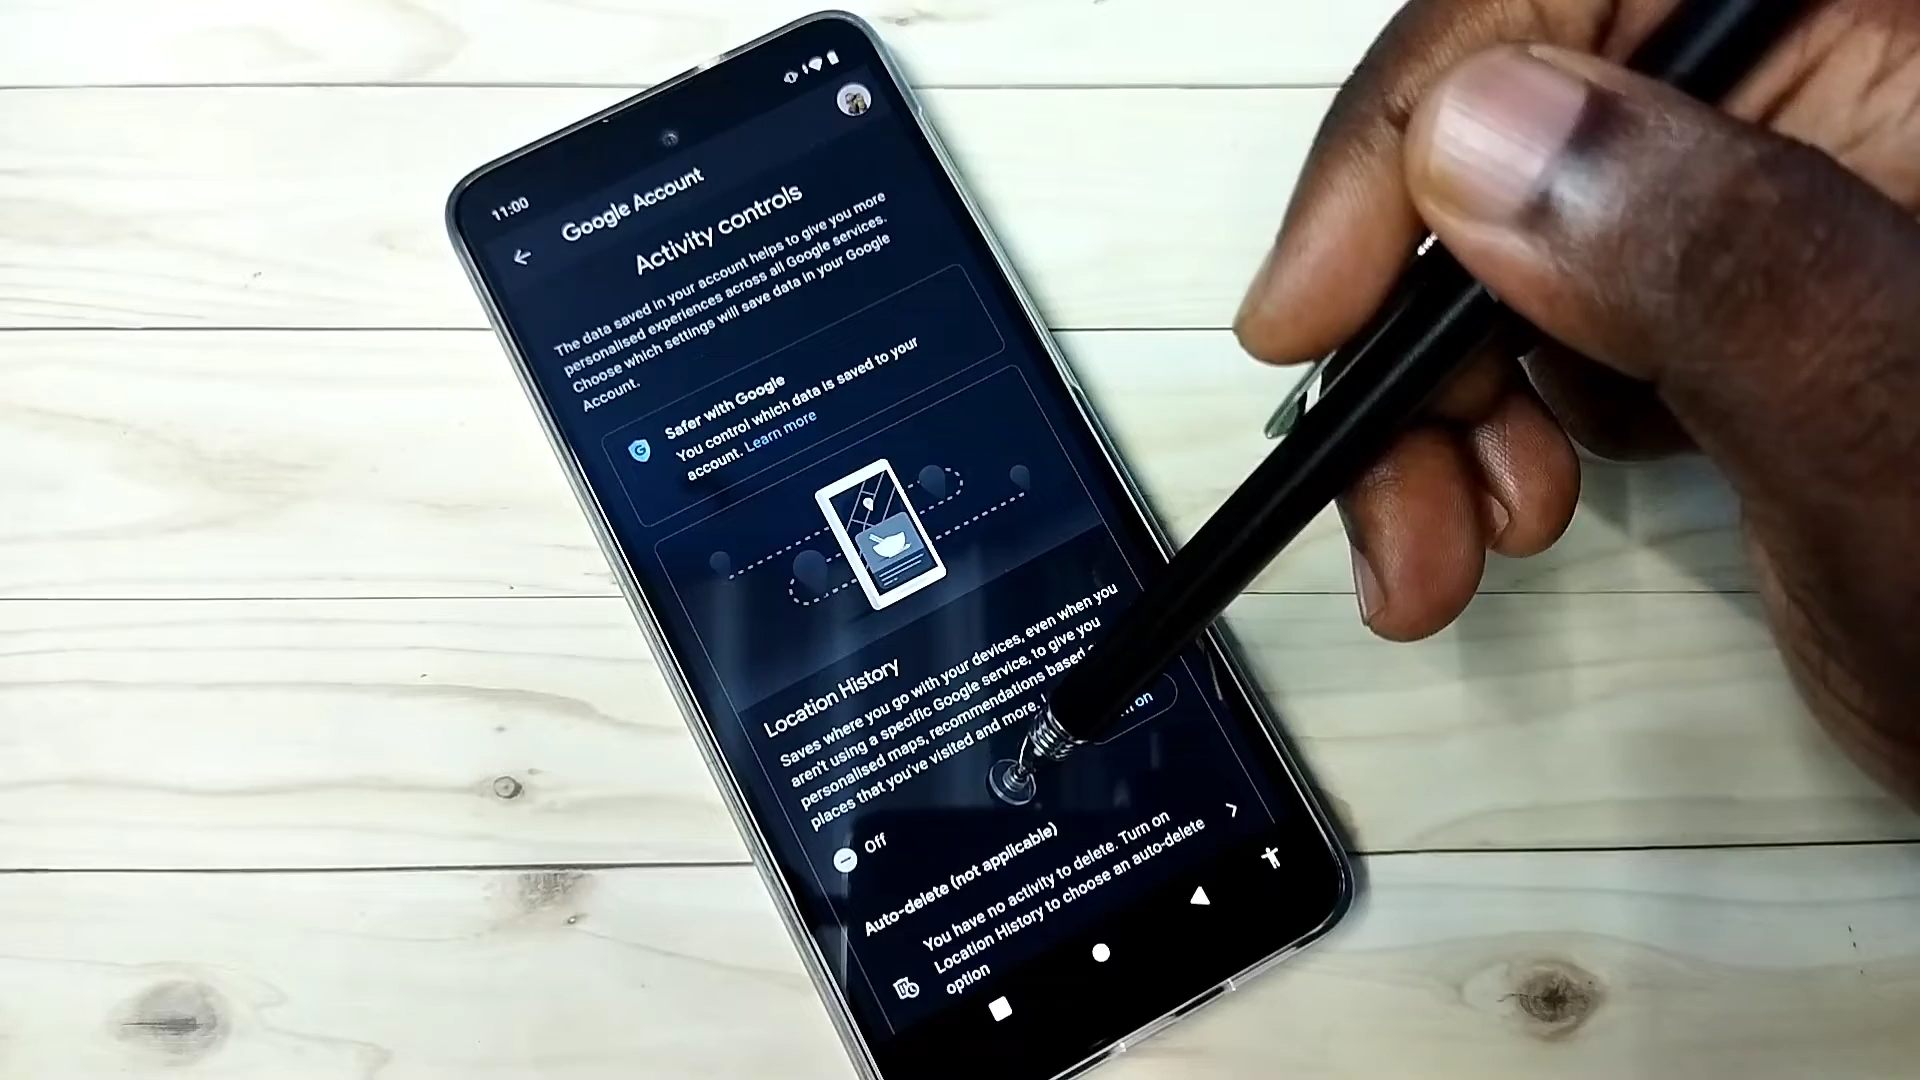 11:00
Google Account
Activity controls
The data saved in your account helps to give you more
personalised experiences across all Google services.
Choose which settings will save data in your Google
Account.
Safer with Google
You control which data is saved to your
account. Learn more
Location History
Saves where you go with your devices, even when you
aren't using a specific Google service, to give you
personalised maps, recommendations based
places that you've visited and more.
Off
on
Auto-delete (not applicable)
You have no activity to delete. Turn on
Location History to choose an auto-delete
option